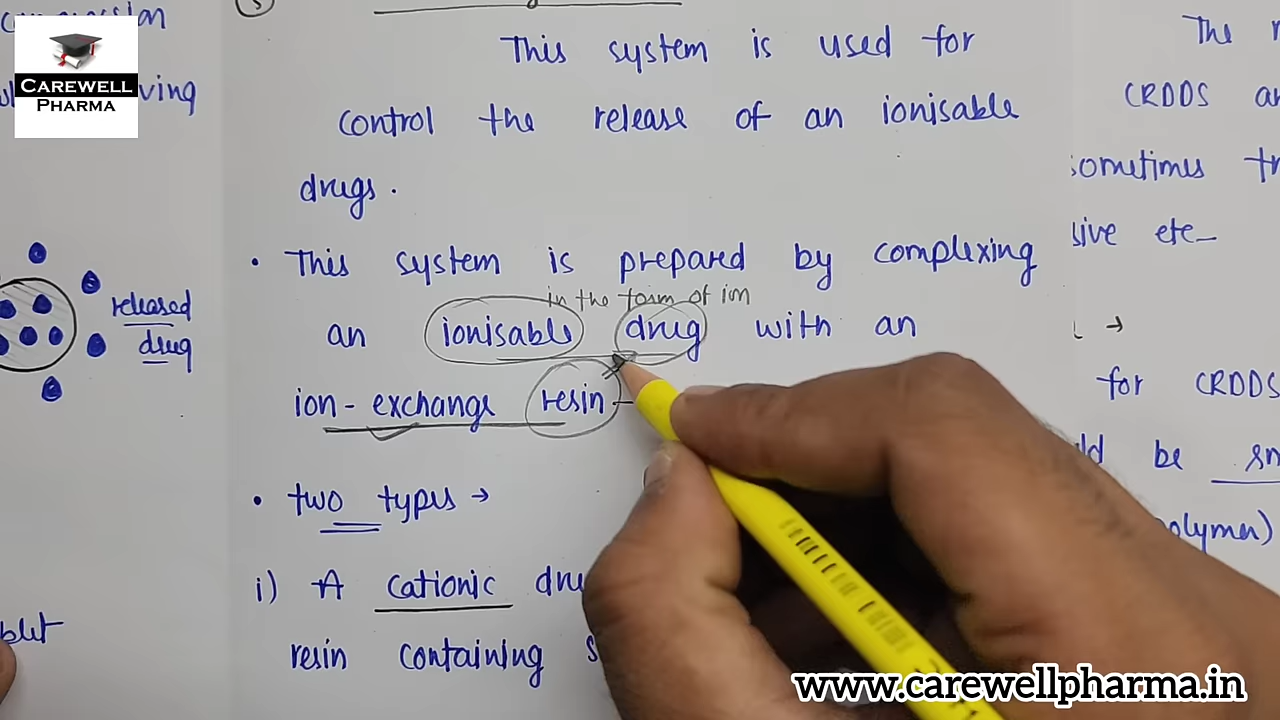 CAREWELL
PHARMA
ving
This system is used for
control the release of an ionisable
drugs.
• This system is prepared by complexing
in the form of ion
an ionisable drug with an
ion-exchange resin
• two types →
i) A cationic
resin containing
released
drug
The
CRDDS
sometimes
etc
for CRDDS
be
polymer)
www.carewellpharma.in